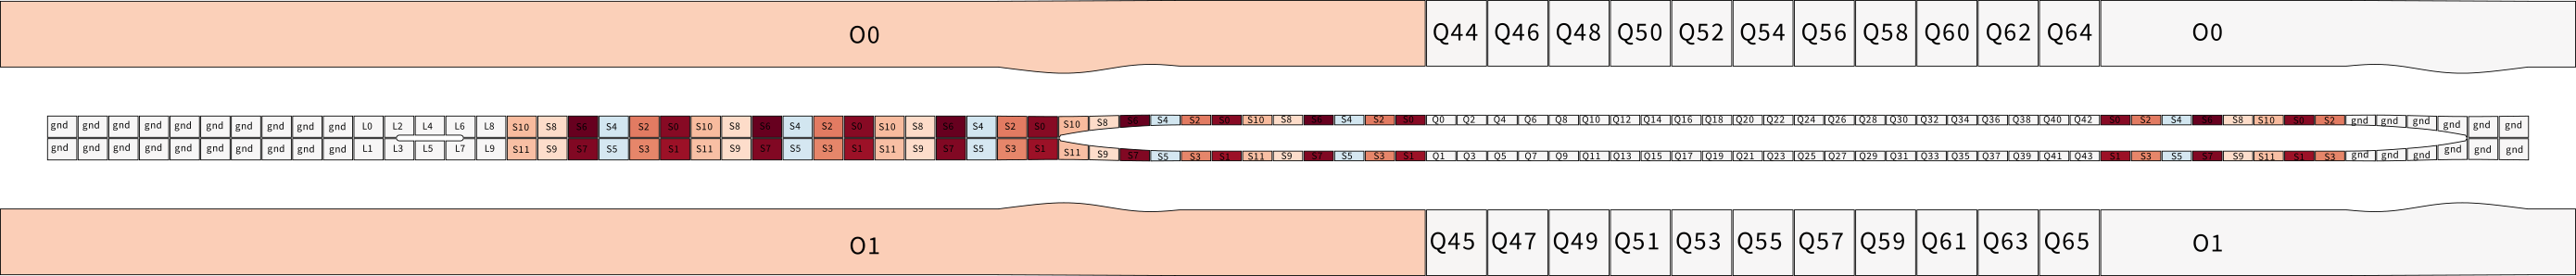 O0 Q44 Q46 Q48 Q50 Q52 Q54 Q56 Q58 Q60 Q62 Q64 O0
gnd gnd gnd gnd gnd gnd gnd gnd gnd gnd L0 L2 L4 L6 L8 S10 S8 S6 S4 S2 S0 S10 S8 S6 S4 S2 S0 S10 S8 S6 S4 S2 S0 S10 S8 S6 S4 S2 S0 S10 S8 S6 S4 S2 S0 Q0 Q2 Q4 Q6 Q8 Q10 Q12 Q14 Q16 Q18 Q20 Q22 Q24 Q26 Q28 Q30 Q32 Q34 Q36 Q38 Q40 Q42 S0 S2 S4 S6 S8 S10 S0 S2 gnd gnd gnd gnd gnd gnd
gnd gnd gnd gnd gnd gnd gnd gnd gnd gnd L1 L3 L5 L7 L9 S11 S9 S7 S5 S3 S1 S11 S9 S7 S5 S3 S1 S11 S9 S7 S5 S3 S1 S11 S9 S7 S5 S3 S1 S11 S9 S7 S5 S3 S1 Q1 Q3 Q5 Q7 Q9 Q11 Q13 Q15 Q17 Q19 Q21 Q23 Q25 Q27 Q29 Q31 Q33 Q35 Q37 Q39 Q41 Q43 S1 S3 S5 S7 S9 S11 S1 S3 gnd gnd gnd gnd gnd gnd
O1 Q45 Q47 Q49 Q51 Q53 Q55 Q57 Q59 Q61 Q63 Q65 O1